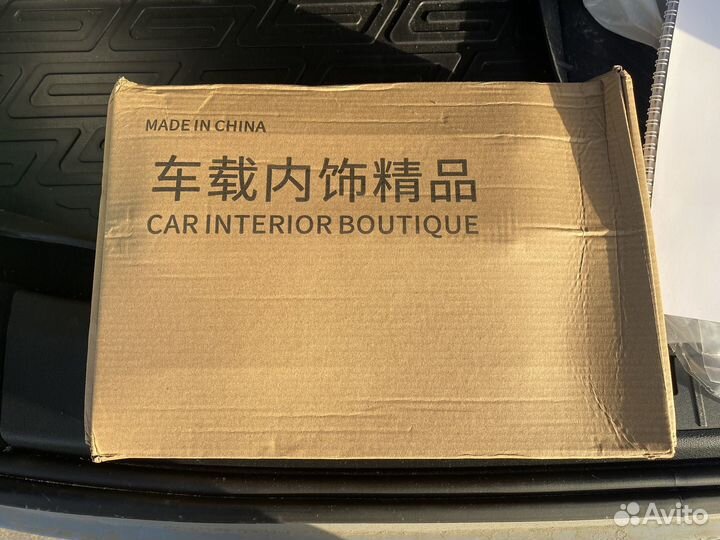 MADE IN CHINA
车载内饰精品
CAR INTERIOR BOUTIQUE
Avito